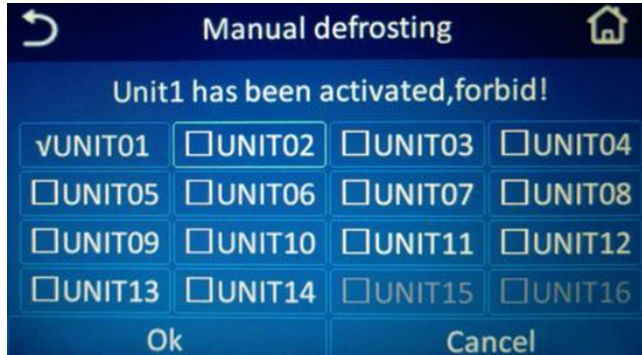 Manual defrosting
Unit1 has been activated,forbid!
√UNIT01 □UNIT02 □UNIT03 □UNIT04
□UNIT05 □UNIT06 □UNIT07 □UNIT08
□UNIT09 □UNIT10 □UNIT11 □UNIT12
□UNIT13 □UNIT14 □UNIT15 □UNIT16
Ok Cancel